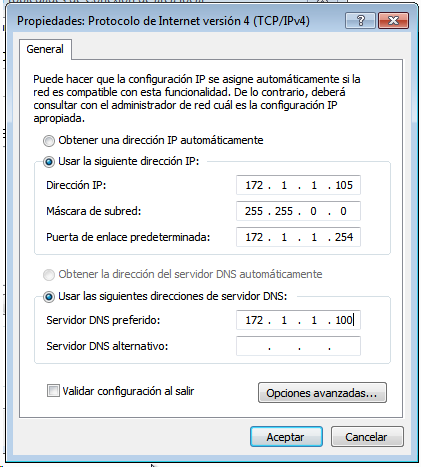 Propiedades: Protocolo de Internet versión 4 (TCP/IPv4)
General
Puede hacer que la configuración IP se asigne automáticamente si la
red es compatible con esta funcionalidad. De lo contrario, deberá
consultar con el administrador de red cuál es la configuración IP
apropiada.
Obtener una dirección IP automáticamente
Usar la siguiente dirección IP:
Dirección IP: 172 . 1 . 1 . 105
Máscara de subred: 255 . 255 . 0 . 0
Puerta de enlace predeterminada: 172 . 1 . 1 . 254
Obtener la dirección del servidor DNS automáticamente
Usar las siguientes direcciones de servidor DNS:
Servidor DNS preferido: 172 . 1 . 1 . 100
Servidor DNS alternativo: . . .
Validar configuración al salir
Opciones avanzadas...
Aceptar Cancelar